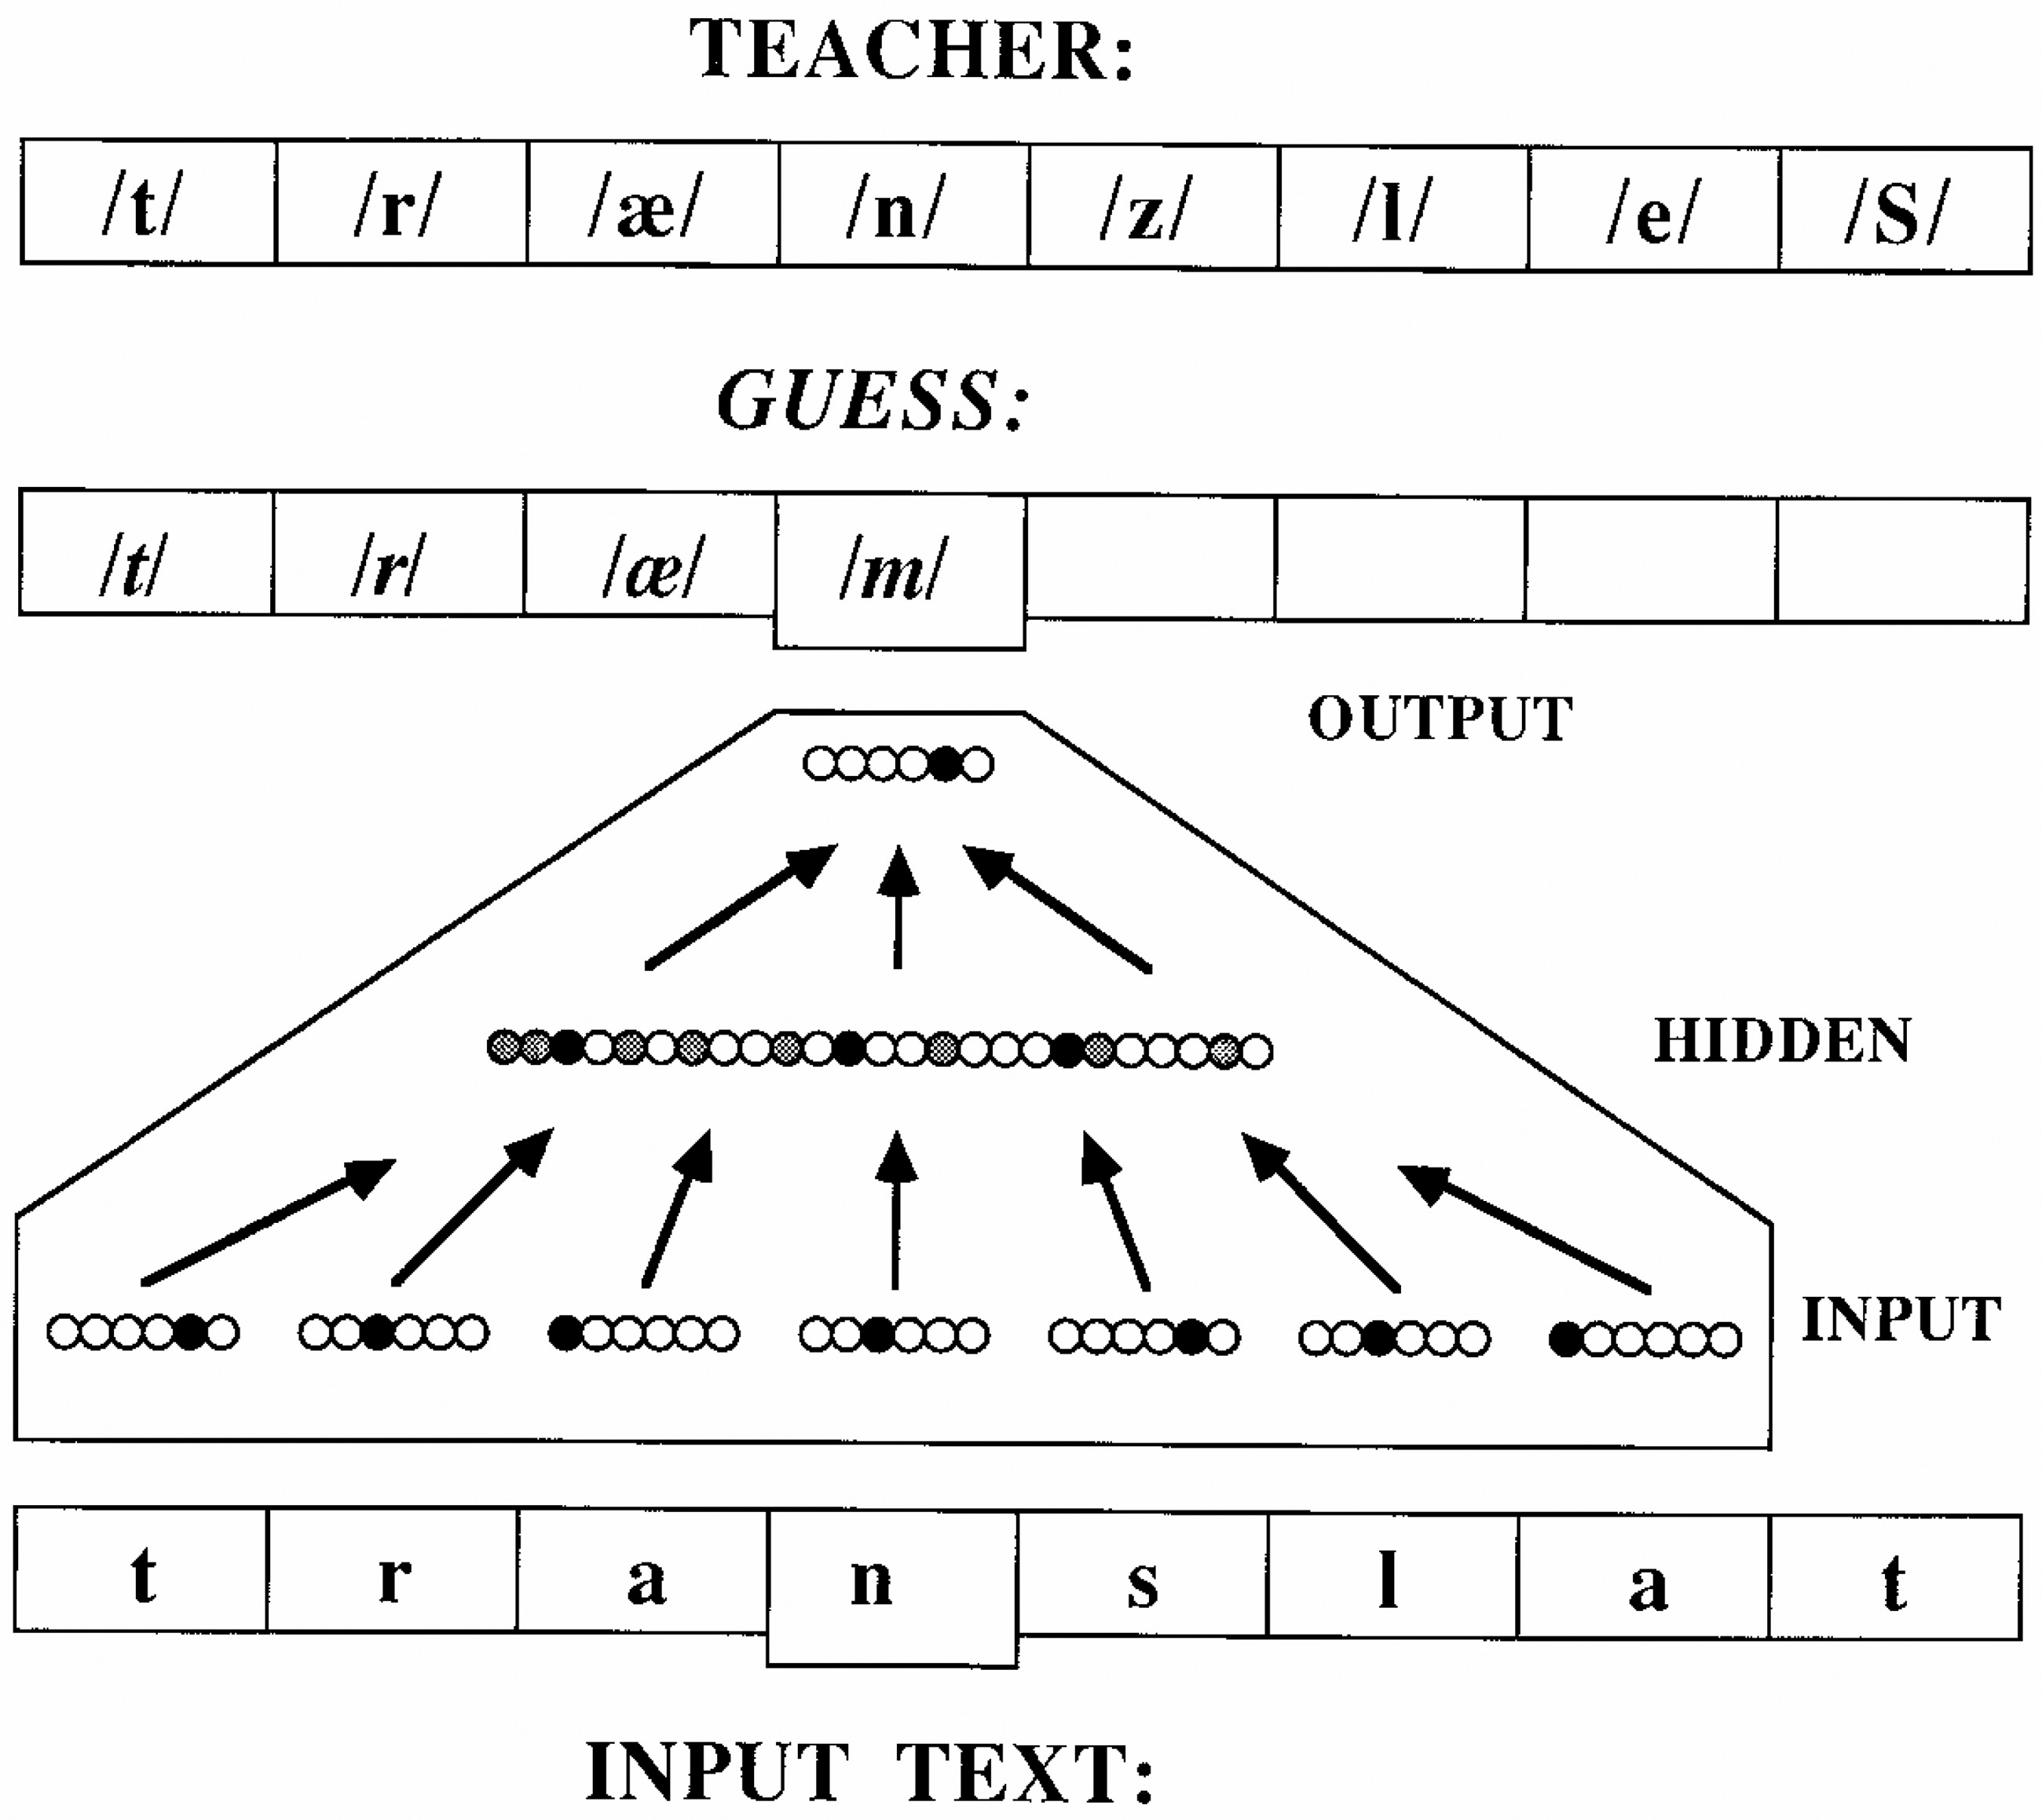 TEACHER:
/t/ /r/ /æ/ /n/ /z/ /l/ /e/ /S/
GUESS:
/t/ /r/ /æ/ /m/
OUTPUT
HIDDEN
INPUT
t r a n s l a t
INPUT TEXT: